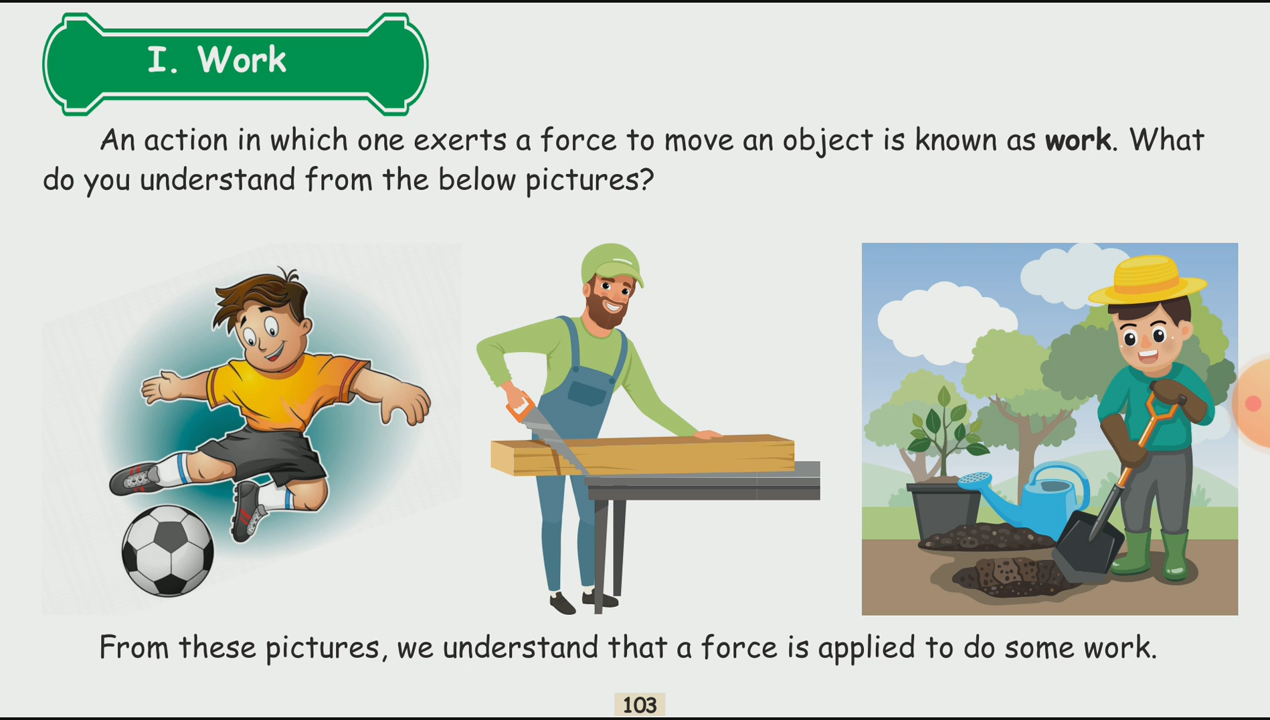 I. Work
An action in which one exerts a force to move an object is known as work. What
do you understand from the below pictures?
From these pictures, we understand that a force is applied to do some work.
103